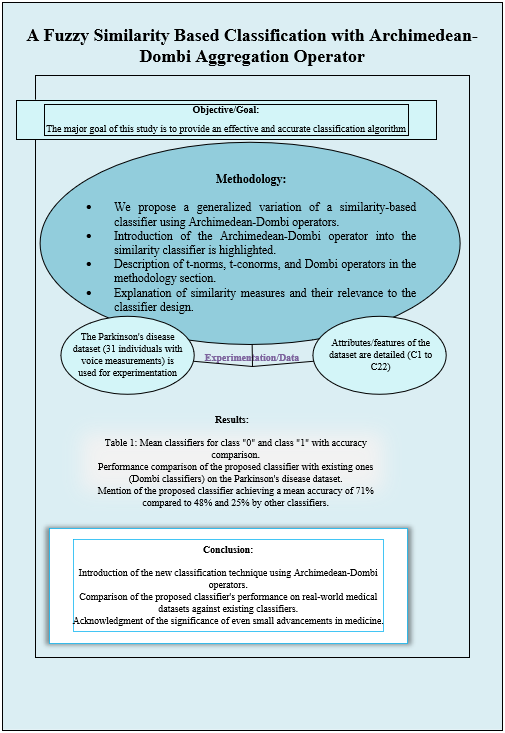 A Fuzzy Similarity Based Classification with Archimedean-
Dombi Aggregation Operator
Objective/Goal:
The major goal of this study is to provide an effective and accurate classification algorithm
Methodology:
• We propose a generalized variation of a similarity-based
classifier using Archimedean-Dombi operators.
• Introduction of the Archimedean-Dombi operator into the
similarity classifier is highlighted.
• Description of t-norms, t-conorms, and Dombi operators in the
methodology section.
• Explanation of similarity measures and their relevance to the
classifier design.
The Parkinson's disease
dataset (31 individuals with
voice measurements) is
used for experimentation
Experimentation/Data
Attributes/features of the
dataset are detailed (C1 to
C22)
Results:
Table 1: Mean classifiers for class "0" and class "1" with accuracy
comparison.
Performance comparison of the proposed classifier with existing ones
(Dombi classifiers) on the Parkinson's disease dataset.
Mention of the proposed classifier achieving a mean accuracy of 71%
compared to 48% and 25% by other classifiers.
Conclusion:
Introduction of the new classification technique using Archimedean-Dombi
operators.
Comparison of the proposed classifier's performance on real-world medical
datasets against existing classifiers.
Acknowledgment of the significance of even small advancements in medicine.